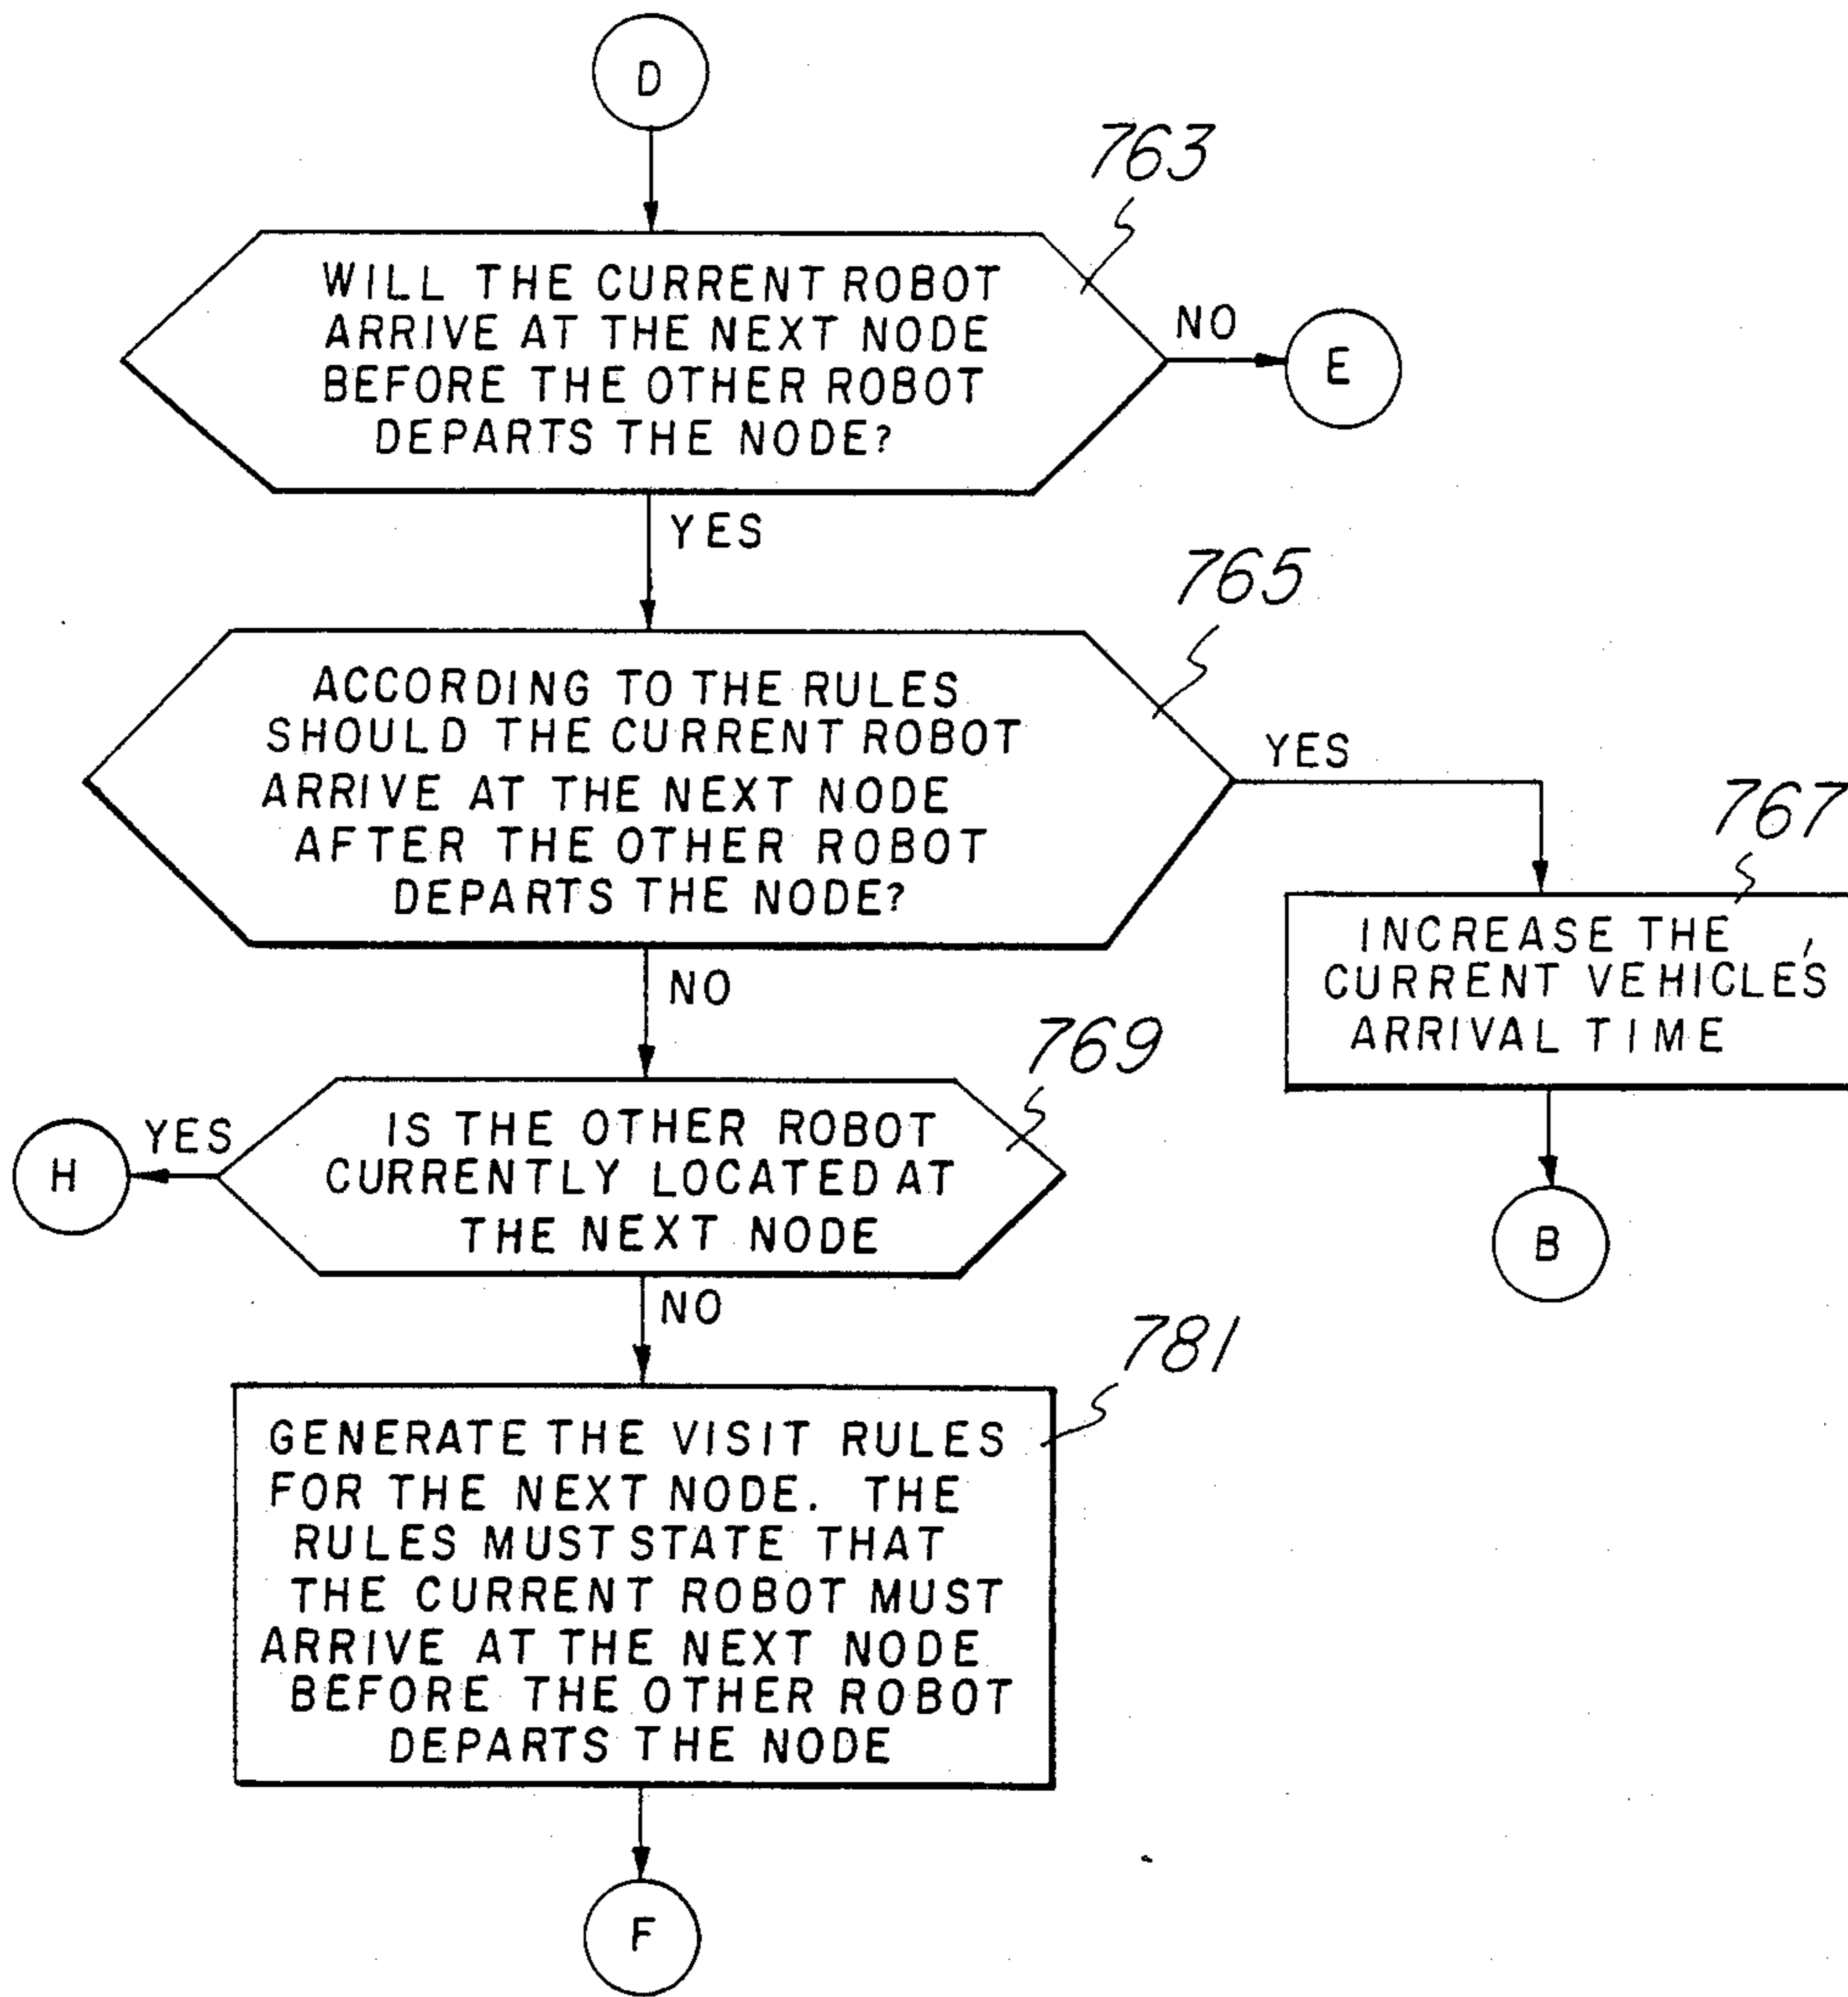 D
763
WILL THE CURRENT ROBOT
ARRIVE AT THE NEXT NODE
BEFORE THE OTHER ROBOT
DEPARTS THE NODE?
NO
E
YES
765
ACCORDING TO THE RULES
SHOULD THE CURRENT ROBOT
ARRIVE AT THE NEXT NODE
AFTER THE OTHER ROBOT
DEPARTS THE NODE?
YES
767
INCREASE THE
CURRENT VEHICLE'S
ARRIVAL TIME
B
NO
769
IS THE OTHER ROBOT
CURRENTLY LOCATED AT
THE NEXT NODE
YES
H
NO
781
GENERATE THE VISIT RULES
FOR THE NEXT NODE. THE
RULES MUST STATE THAT
THE CURRENT ROBOT MUST
ARRIVE AT THE NEXT NODE
BEFORE THE OTHER ROBOT
DEPARTS THE NODE
F